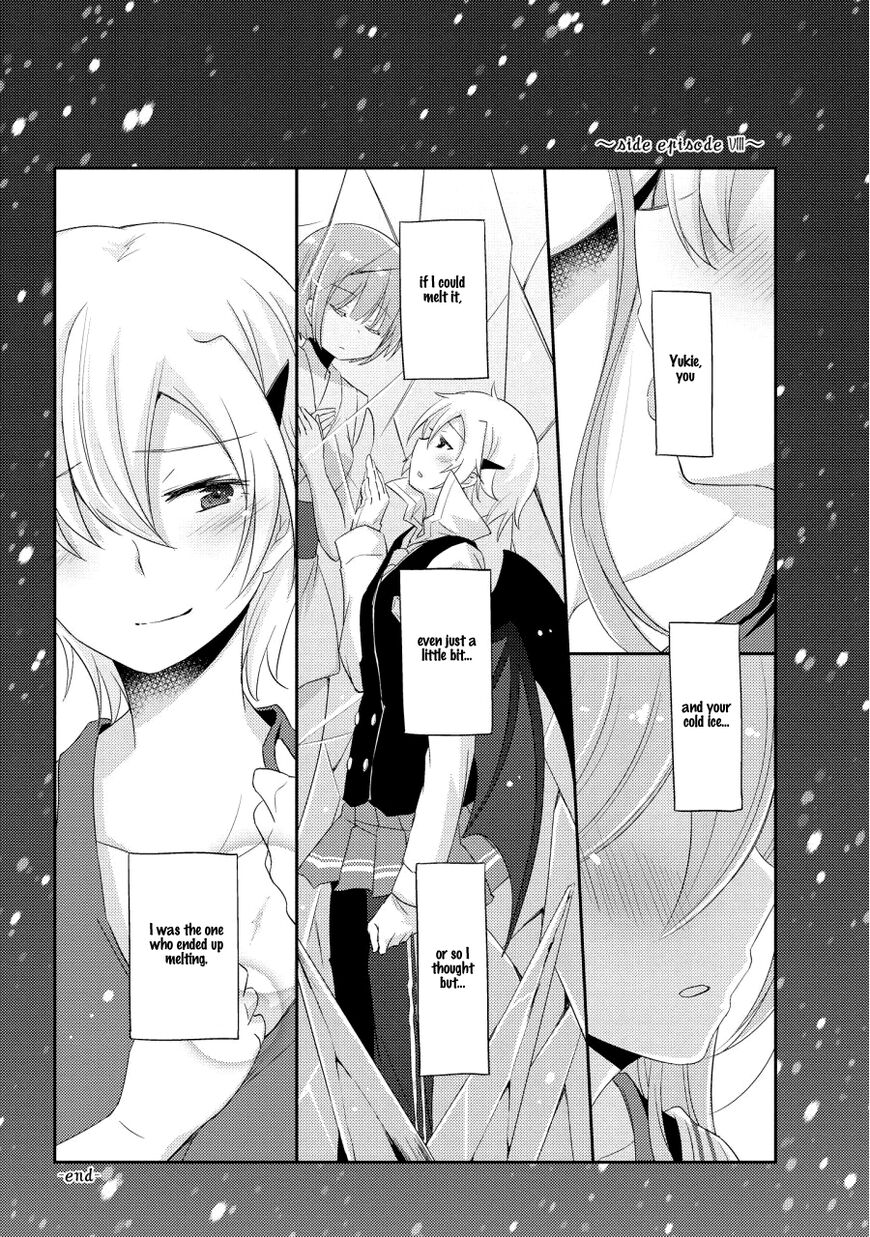 ~side episode Ⅷ~
Yukie,
you
and your
cold ice...
if I could
melt it,
even just a
little bit...
or so I
thought
but...
I was the one
who ended up
melting.
-end-